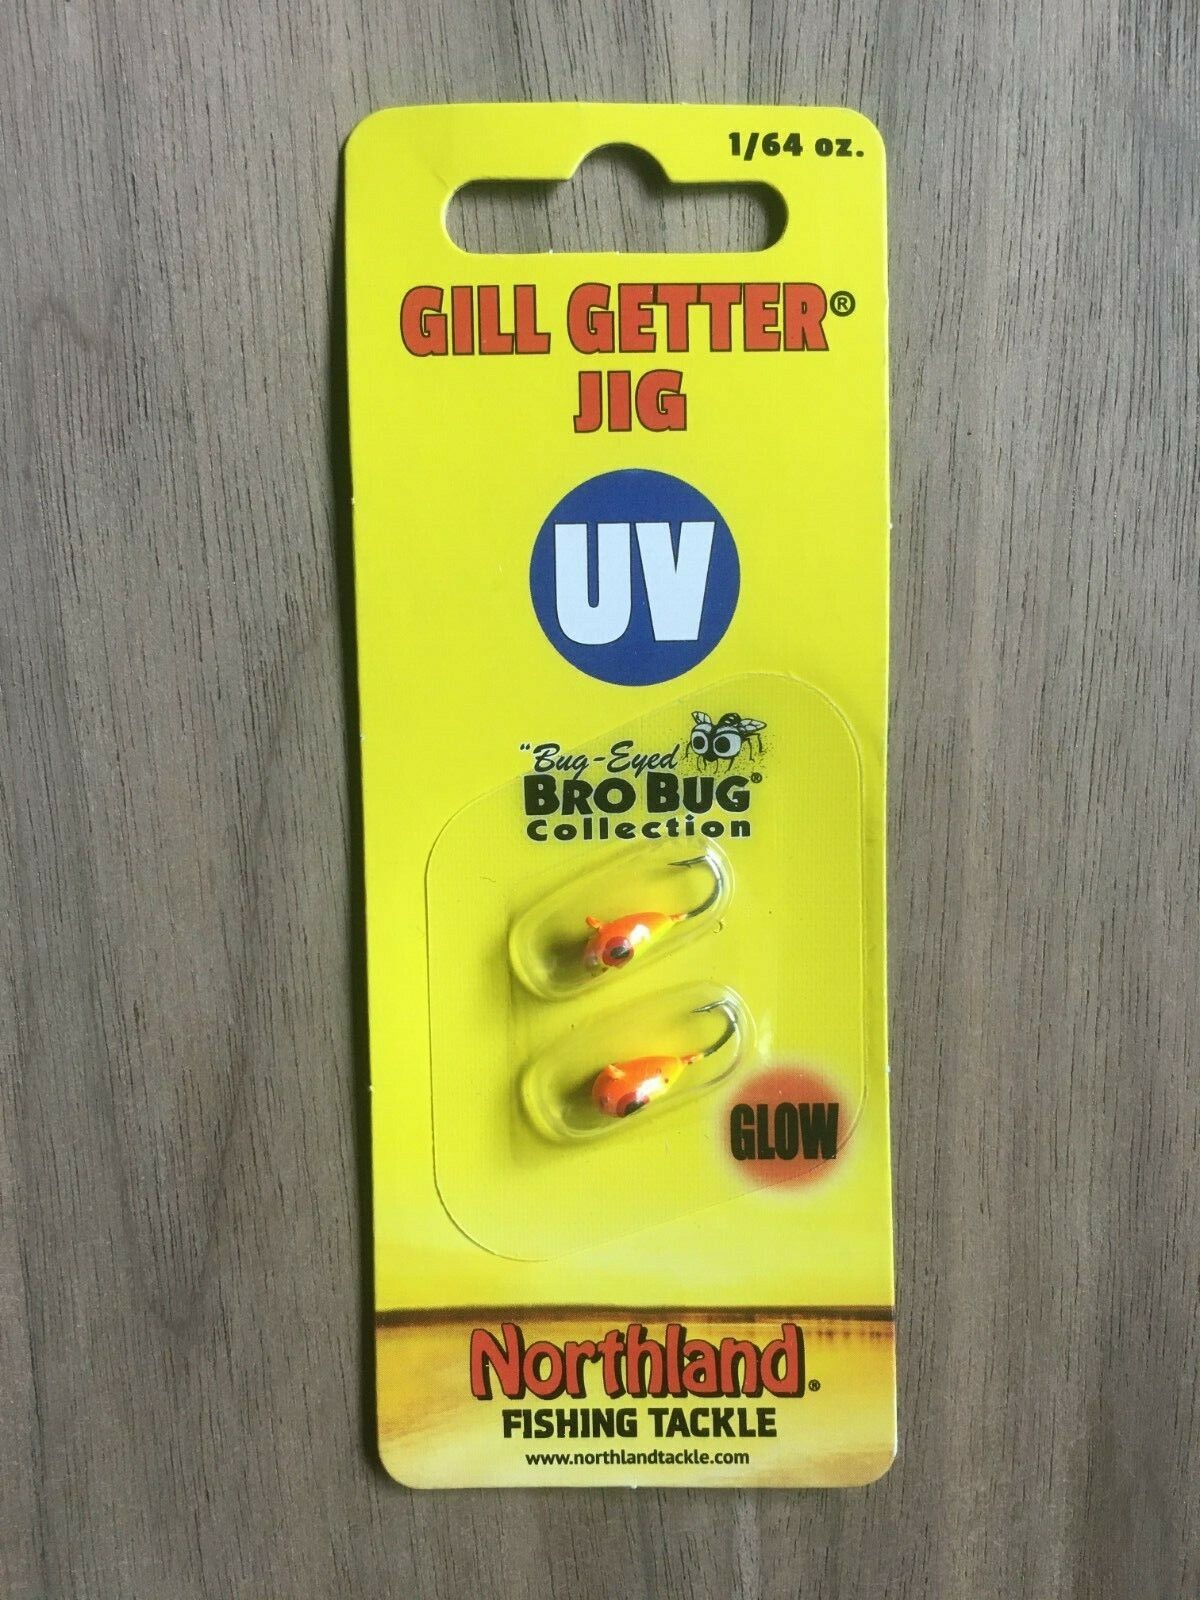 1/64 oz.
GILL GETTER®
JIG
UV
"Bug-Eyed
BRO BUG®
Collection
GLOW
Northland®
FISHING TACKLE
www.northlandtackle.com